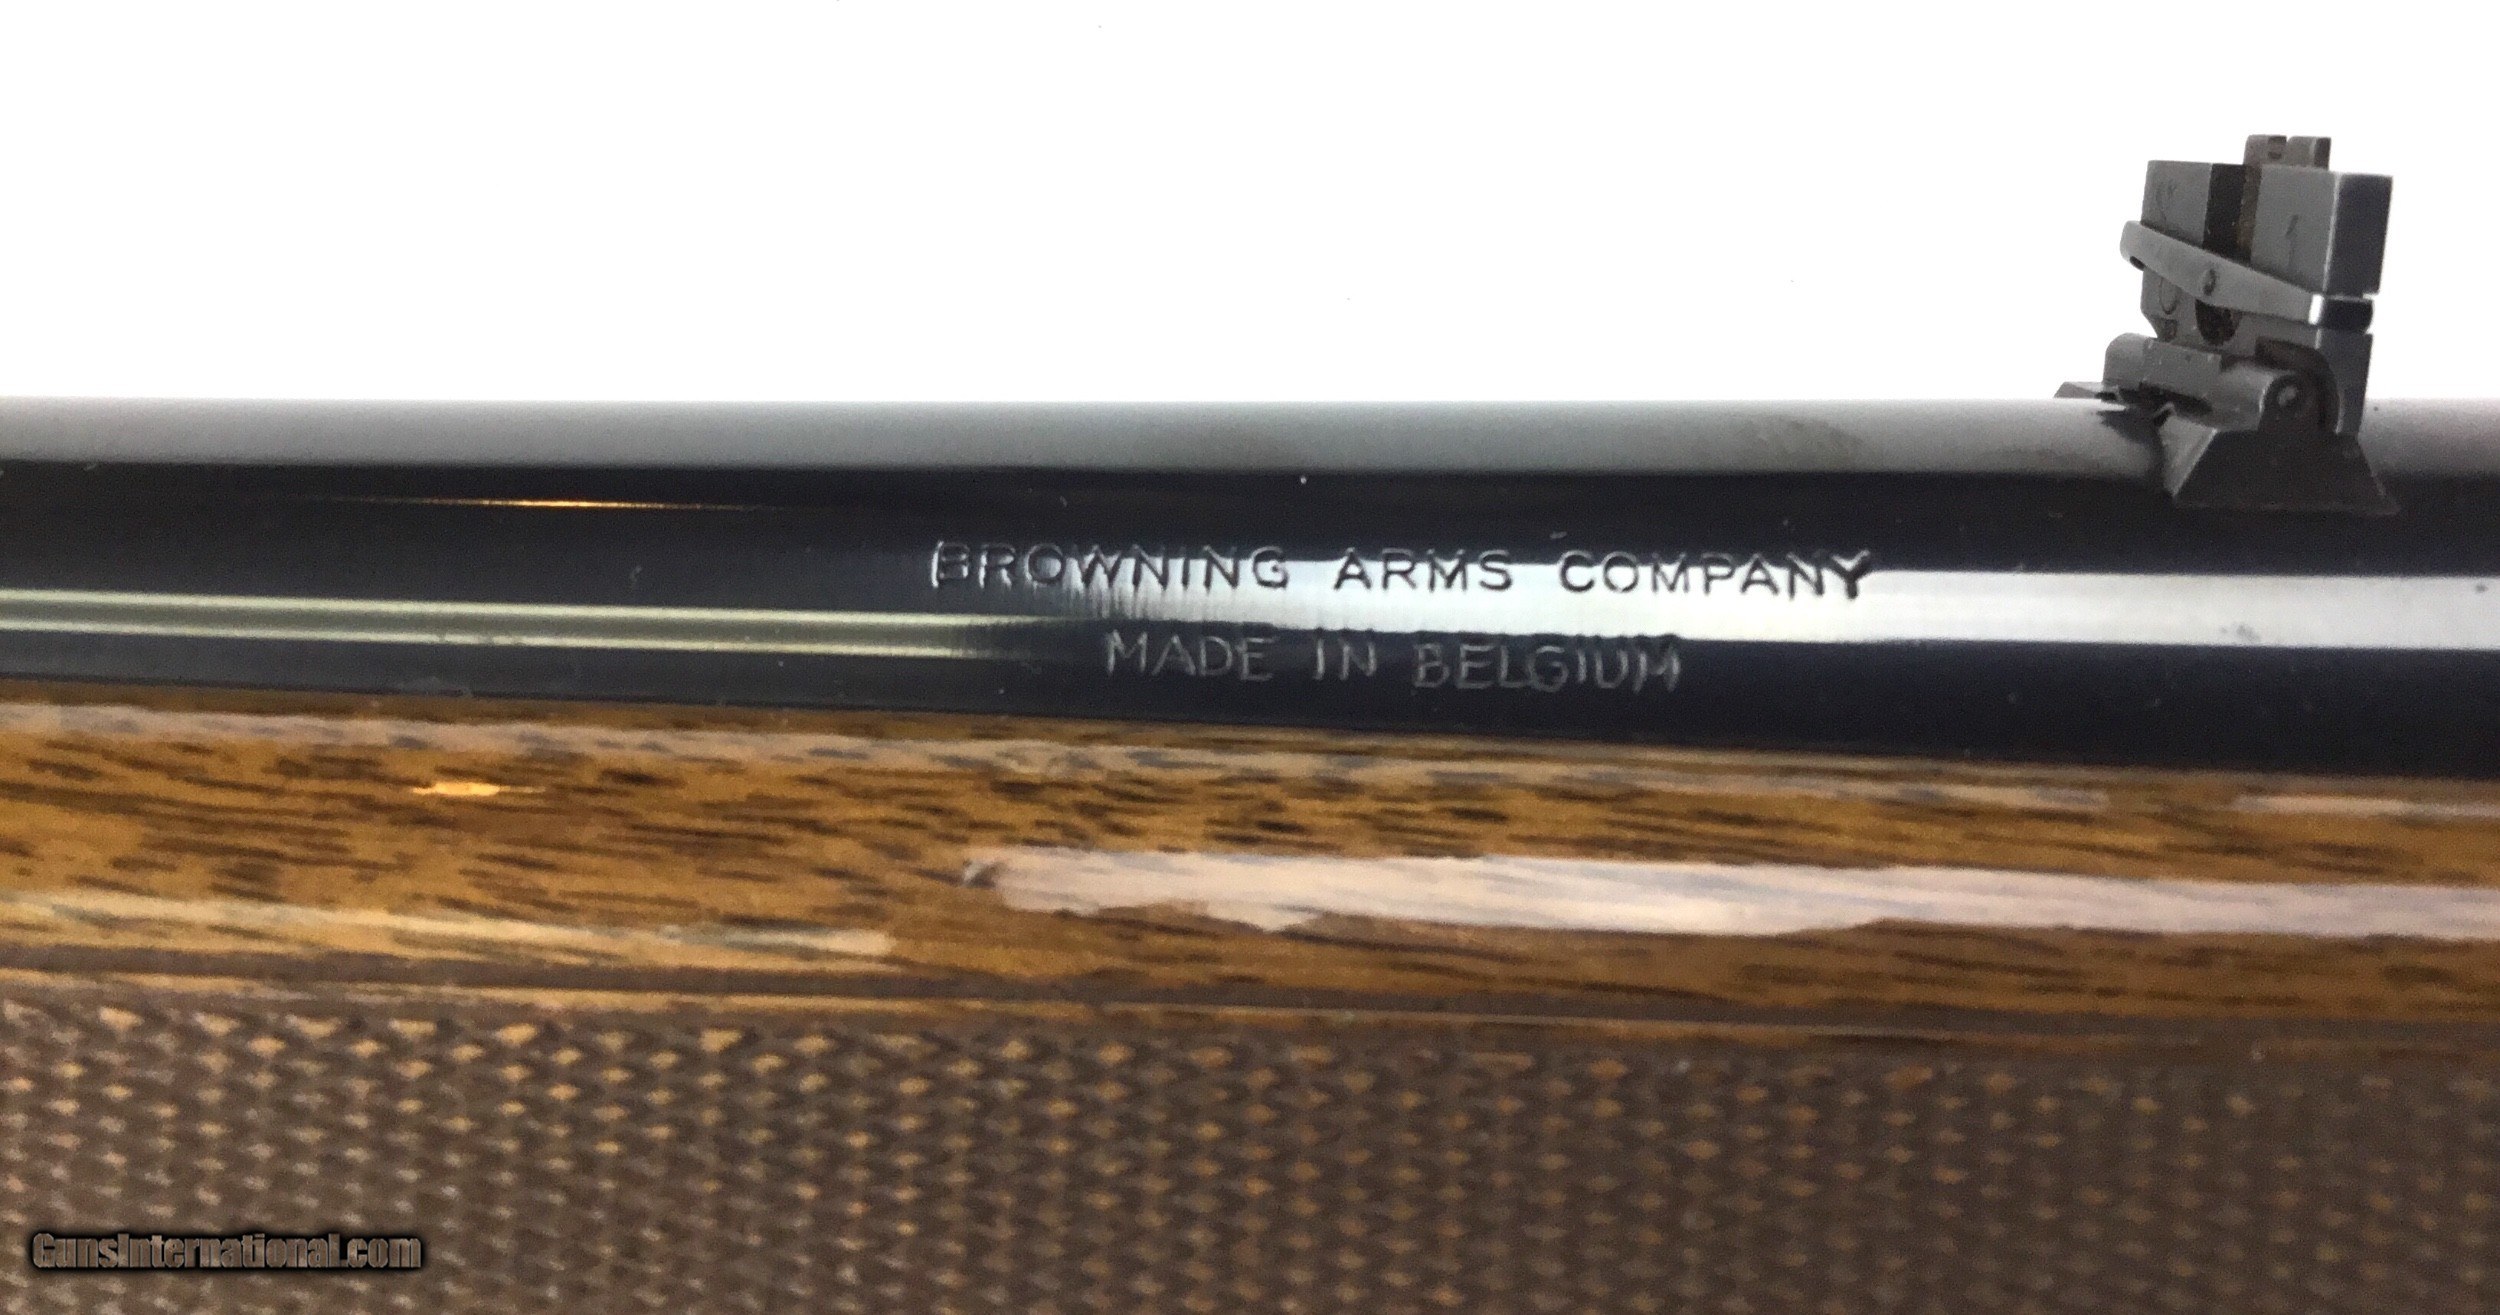 BROWNING ARMS COMPANY
MADE IN BELGIUM
GunsInternational.com